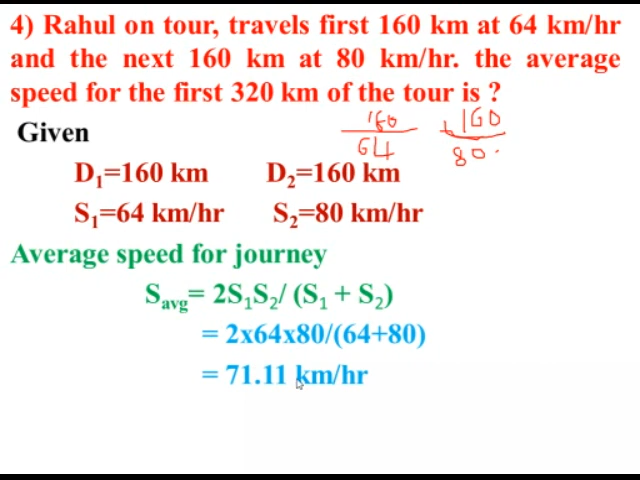 4) Rahul on tour, travels first 160 km at 64 km/hr
and the next 160 km at 80 km/hr. the average
speed for the first 320 km of the tour is ?
Given
160/64 + 160/80.
D₁=160 km D₂=160 km
S₁=64 km/hr S₂=80 km/hr
Average speed for journey
Savg= 2S₁S₂/ (S₁ + S₂)
= 2x64x80/(64+80)
= 71.11 km/hr